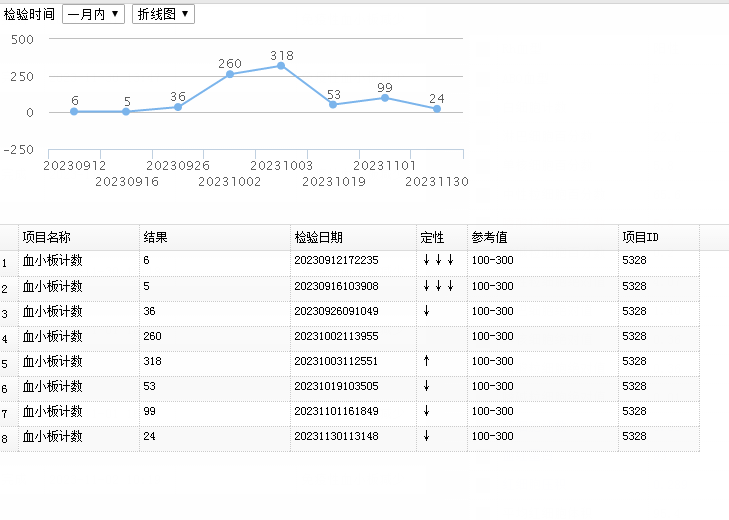 检验时间 一月内 ▼ 折线图 ▼
500
250
0
-250
6 5 36 260 318 53 99 24
20230912 20230926 20231003 20231101
20230916 20231002 20231019 20231130
项目名称 结果 检验日期 定性 参考值 项目ID
1 血小板计数 6 20230912172235 ↓↓↓ 100-300 5328
2 血小板计数 5 20230916103908 ↓↓↓ 100-300 5328
3 血小板计数 36 20230926091049 ↓ 100-300 5328
4 血小板计数 260 20231002113955 100-300 5328
5 血小板计数 318 20231003112551 ↑ 100-300 5328
6 血小板计数 53 20231019103505 ↓ 100-300 5328
7 血小板计数 99 20231101161849 ↓ 100-300 5328
8 血小板计数 24 20231130113148 ↓ 100-300 5328